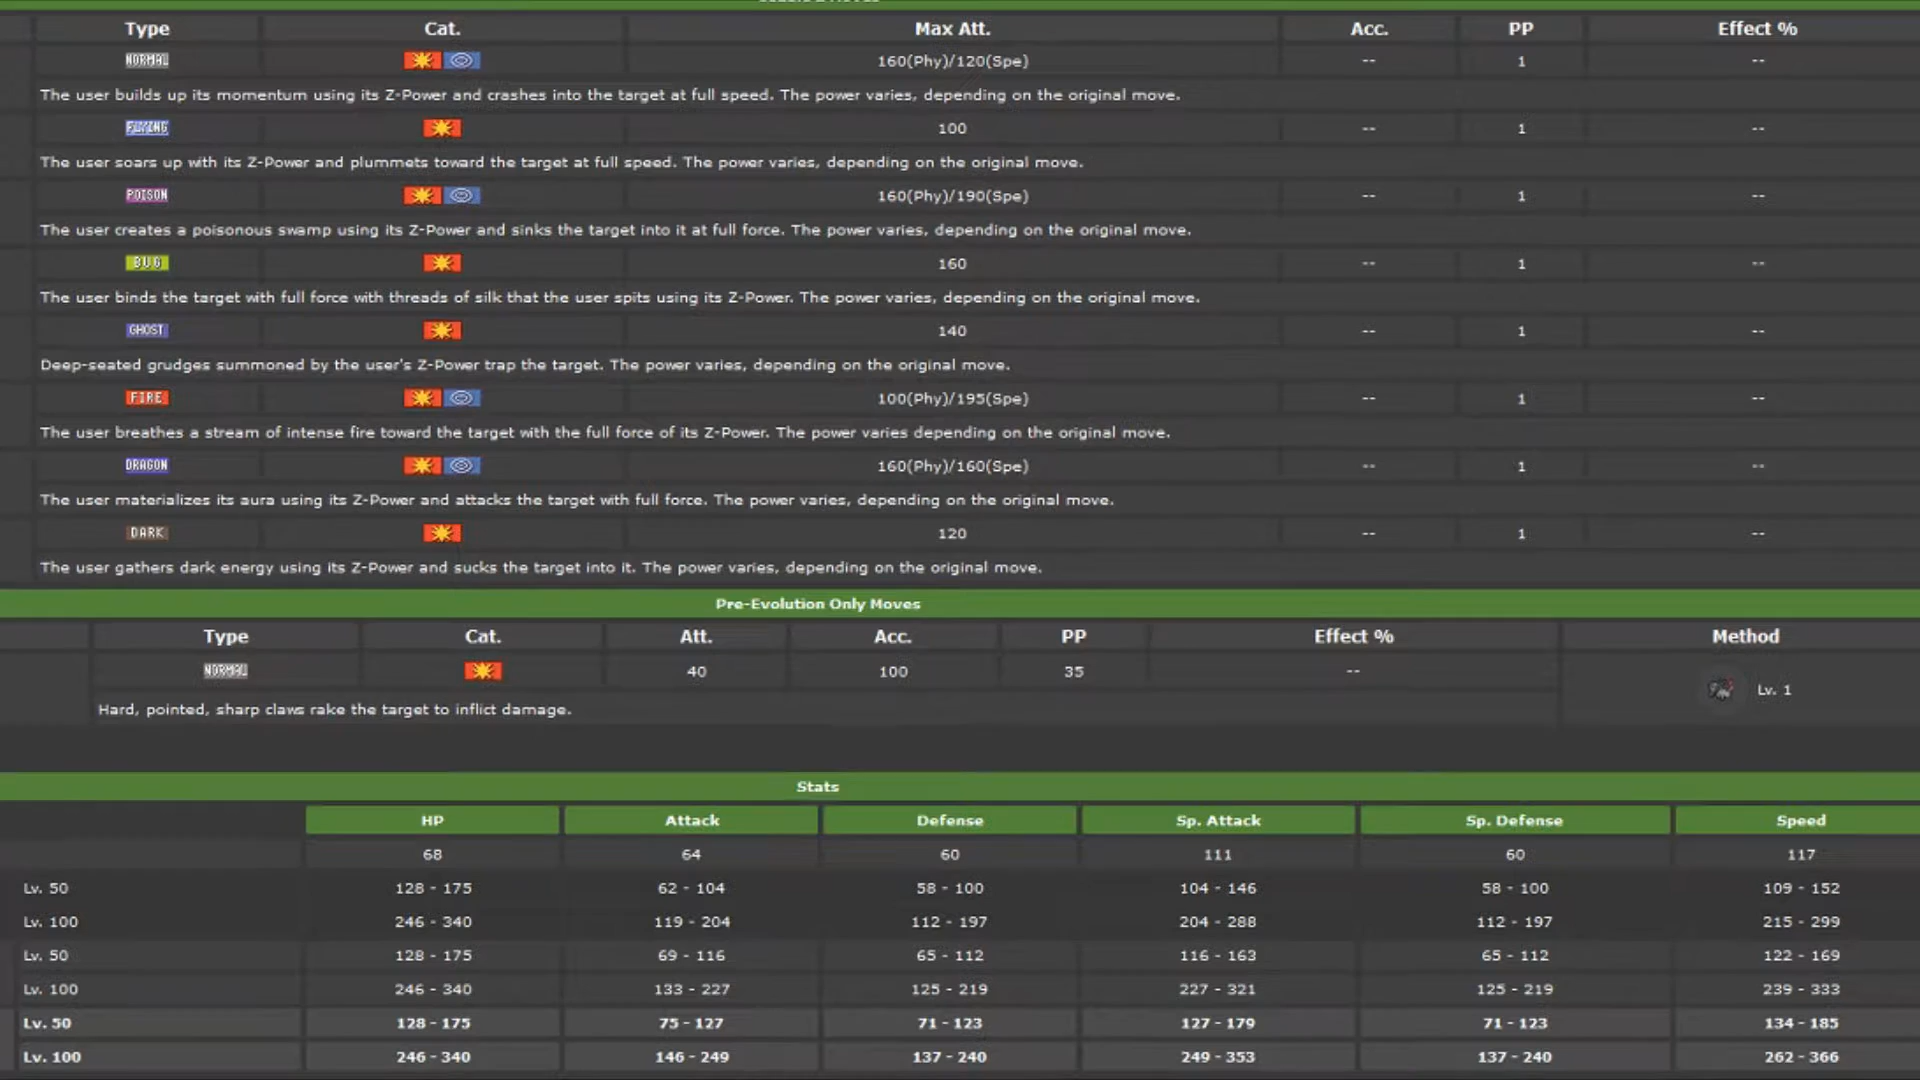 Type Cat. Max Att. Acc. PP Effect %
NORMAL 160(Phy)/120(Spe) -- 1 --
The user builds up its momentum using its Z-Power and crashes into the target at full speed. The power varies, depending on the original move.
FLYING 100 -- 1 --
The user soars up with its Z-Power and plummets toward the target at full speed. The power varies, depending on the original move.
POISON 160(Phy)/190(Spe) -- 1 --
The user creates a poisonous swamp using its Z-Power and sinks the target into it at full force. The power varies, depending on the original move.
BUG 160 -- 1 --
The user binds the target with full force with threads of silk that the user spits using its Z-Power. The power varies, depending on the original move.
GHOST 140 -- 1 --
Deep-seated grudges summoned by the user's Z-Power trap the target. The power varies, depending on the original move.
FIRE 100(Phy)/195(Spe) -- 1 --
The user breathes a stream of intense fire toward the target with the full force of its Z-Power. The power varies depending on the original move.
DRAGON 160(Phy)/160(Spe) -- 1 --
The user materializes its aura using its Z-Power and attacks the target with full force. The power varies, depending on the original move.
DARK 120 -- 1 --
The user gathers dark energy using its Z-Power and sucks the target into it. The power varies, depending on the original move.
Pre-Evolution Only Moves
Type Cat. Att. Acc. PP Effect % Method
NORMAL 40 100 35 -- Lv. 1
Hard, pointed, sharp claws rake the target to inflict damage.
Stats
HP Attack Defense Sp. Attack Sp. Defense Speed
68 64 60 111 60 117
Lv. 50 128 - 175 62 - 104 58 - 100 104 - 146 58 - 100 109 - 152
Lv. 100 246 - 340 119 - 204 112 - 197 204 - 288 112 - 197 215 - 299
Lv. 50 128 - 175 69 - 116 65 - 112 116 - 163 65 - 112 122 - 169
Lv. 100 246 - 340 133 - 227 125 - 219 227 - 321 125 - 219 239 - 333
Lv. 50 128 - 175 75 - 127 71 - 123 127 - 179 71 - 123 134 - 185
Lv. 100 246 - 340 146 - 249 137 - 240 249 - 353 137 - 240 262 - 366